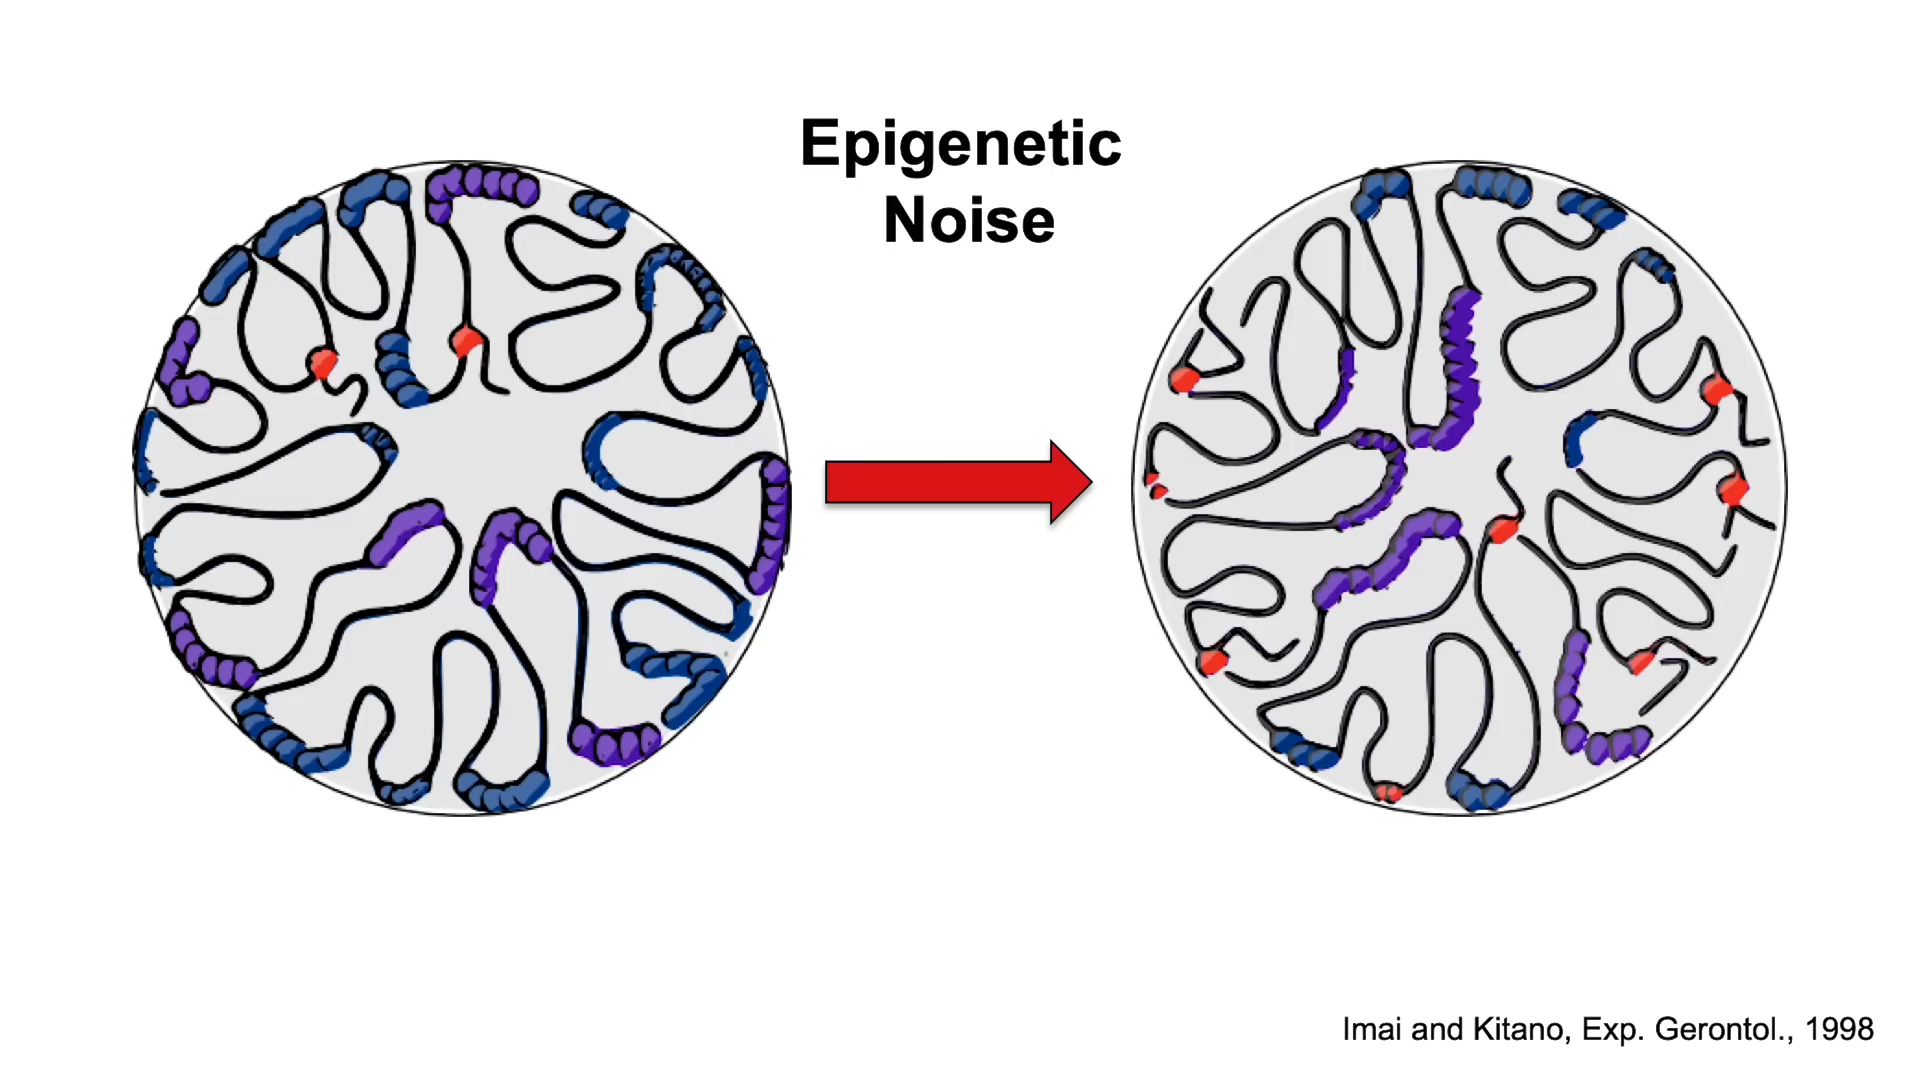 Epigenetic
Noise
Imai and Kitano, Exp. Gerontol., 1998